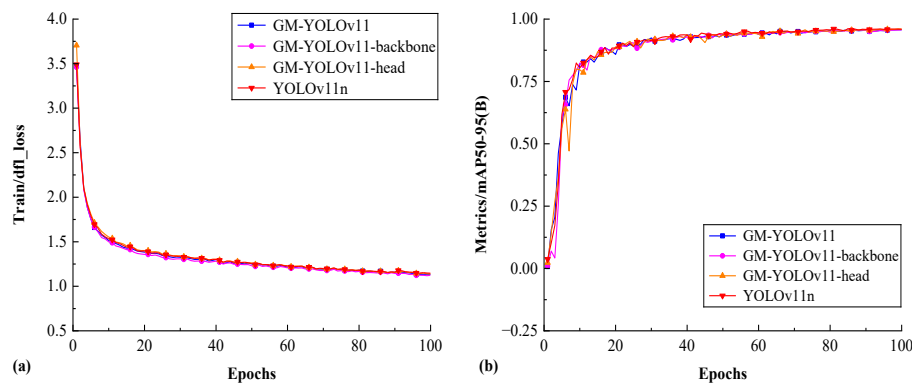 4.0
3.5
3.0
2.5
2.0
1.5
1.0
0.5
Train/dfl_loss
GM-YOLOv11
GM-YOLOv11-backbone
GM-YOLOv11-head
YOLOv11n
0 20 40 60 80 100
(a)
Epochs
1.00
0.75
0.50
0.25
0.00
−0.25
Metrics/mAP50-95(B)
GM-YOLOv11
GM-YOLOv11-backbone
GM-YOLOv11-head
YOLOv11n
0 20 40 60 80 100
(b)
Epochs